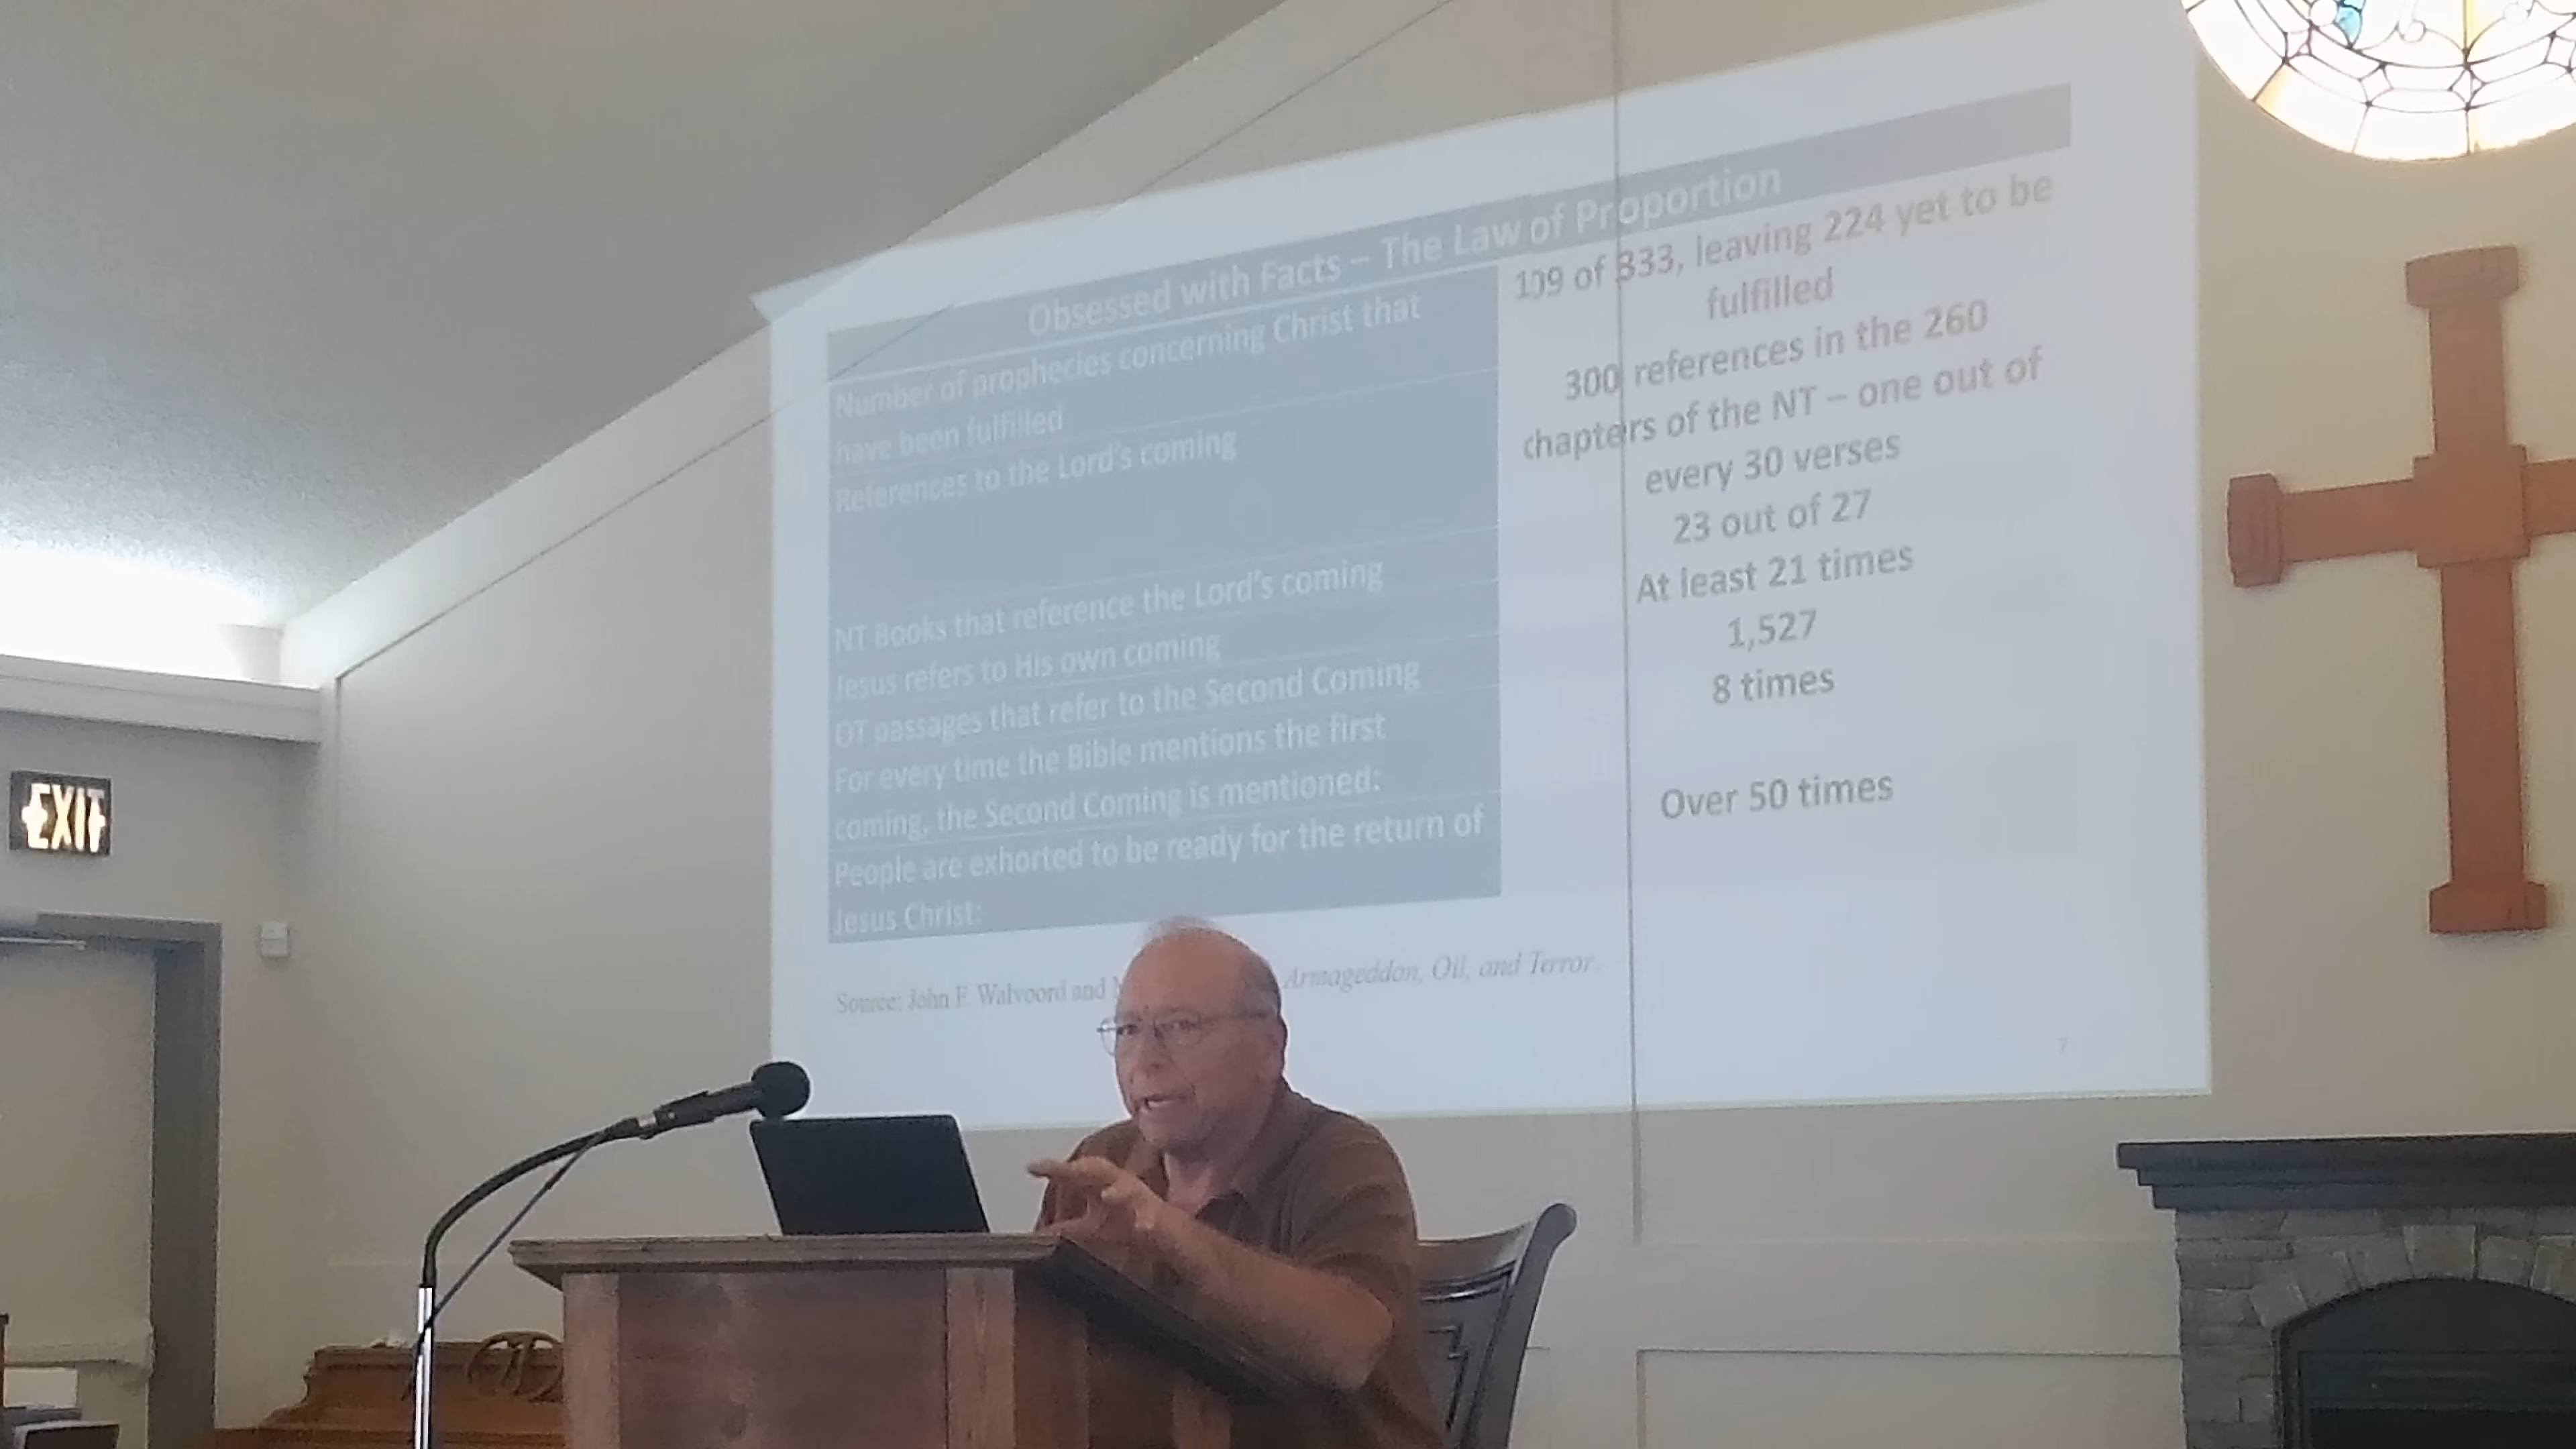 Obsessed with Facts – The Law of Proportion
Number of prophecies concerning Christ that
have been fulfilled
109 of 333, leaving 224 yet to be
fulfilled
References to the Lord's coming
300 references in the 260
chapters of the NT – one out of
every 30 verses
NT Books that reference the Lord's coming
23 out of 27
Jesus refers to His own coming
At least 21 times
OT passages that refer to the Second Coming
1,527
For every time the Bible mentions the first
coming, the Second Coming is mentioned:
8 times
People are exhorted to be ready for the return of
Jesus Christ:
Over 50 times
Source: John F. Walvoord and Armageddon, Oil, and Terror.
7
EXIT